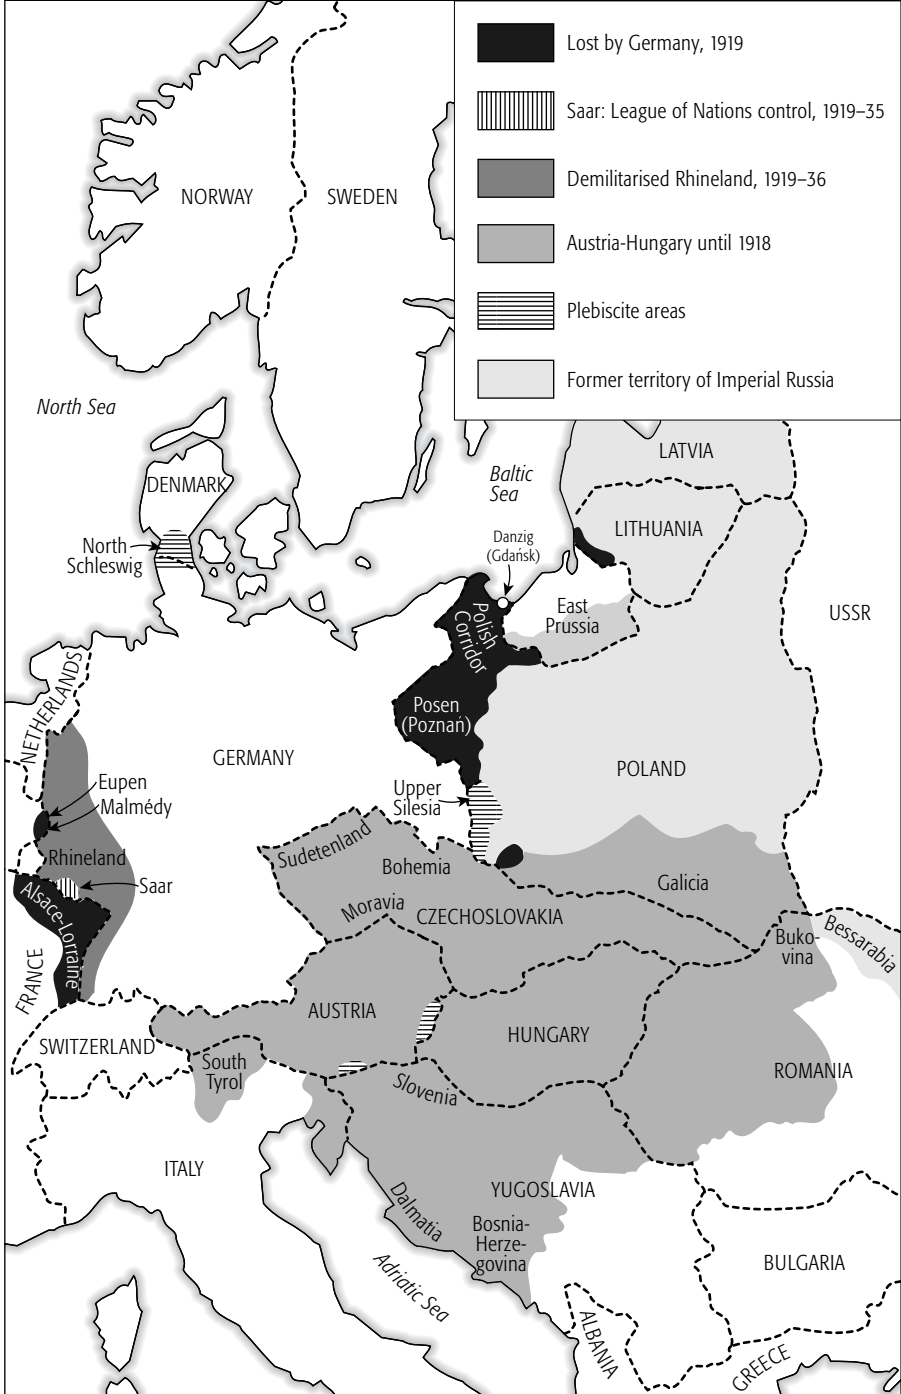 Lost by Germany, 1919
Saar: League of Nations control, 1919–35
Demilitarised Rhineland, 1919–36
Austria-Hungary until 1918
Plebiscite areas
Former territory of Imperial Russia
NORWAY
SWEDEN
North Sea
LATVIA
Baltic
Sea
DENMARK
LITHUANIA
Danzig
(Gdańsk)
North
Schleswig
East
Prussia
USSR
Polish
Corridor
NETHERLANDS
Posen
(Poznań)
GERMANY
POLAND
Eupen
Malmédy
Upper
Silesia
Sudetenland
Rhineland
Bohemia
Saar
Galicia
Alsace-Lorraine
Moravia
CZECHOSLOVAKIA
Buko-
vina
Bessarabia
FRANCE
AUSTRIA
HUNGARY
SWITZERLAND
South
Tyrol
Slovenia
ROMANIA
ITALY
YUGOSLAVIA
Dalmatia
Bosnia-
Herze-
govina
Adriatic Sea
BULGARIA
ALBANIA
GREECE